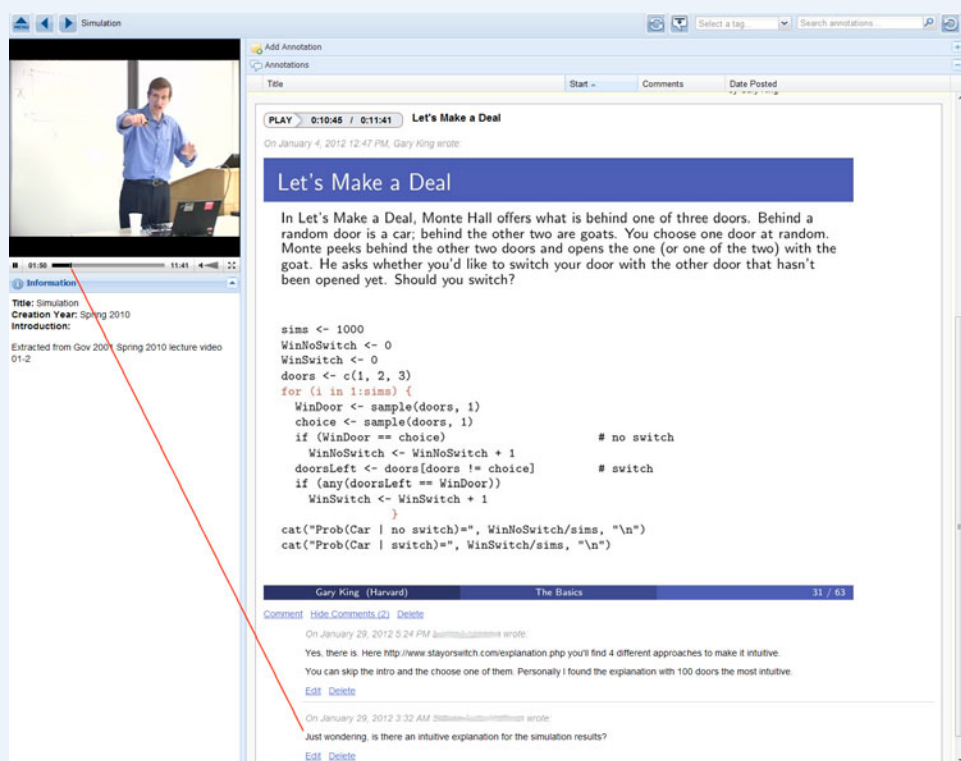 Simulation
Select a tag...
Search annotations...
Add Annotation
Annotations
Title Start Comments Date Posted
PLAY 0:10:45 / 0:11:41 Let's Make a Deal
On January 4, 2012 12:47 PM, Gary King wrote:
Let's Make a Deal
In Let's Make a Deal, Monte Hall offers what is behind one of three doors. Behind a
random door is a car; behind the other two are goats. You choose one door at random.
Monte peeks behind the other two doors and opens the one (or one of the two) with the
goat. He asks whether you'd like to switch your door with the other door that hasn't
been opened yet. Should you switch?
sims <- 1000
WinNoSwitch <- 0
WinSwitch <- 0
doors <- c(1, 2, 3)
for (i in 1:sims) {
WinDoor <- sample(doors, 1)
choice <- sample(doors, 1)
if (WinDoor == choice) # no switch
WinNoSwitch <- WinNoSwitch + 1
doorsLeft <- doors[doors != choice] # switch
if (any(doorsLeft == WinDoor))
WinSwitch <- WinSwitch + 1
}
cat("Prob(Car | no switch)=", WinNoSwitch/sims, "\n")
cat("Prob(Car | switch)=", WinSwitch/sims, "\n")
Gary King (Harvard) The Basics 31 / 63
Comment Hide Comments (2) Delete
On January 29, 2012 5:24 PM wrote:
Yes, there is. Here http://www.stayorswitch.com/explanation.php you'll find 4 different approaches to make it intuitive.
You can skip the intro and the choose one of them. Personally I found the explanation with 100 doors the most intuitive.
Edit Delete
On January 29, 2012 3:32 AM wrote:
Just wondering, is there an intuitive explanation for the simulation results?
Edit Delete
01:50 11:41
Information
Title: Simulation
Creation Year: Spring 2010
Introduction:
Extracted from Gov 2001 Spring 2010 lecture video
01-2